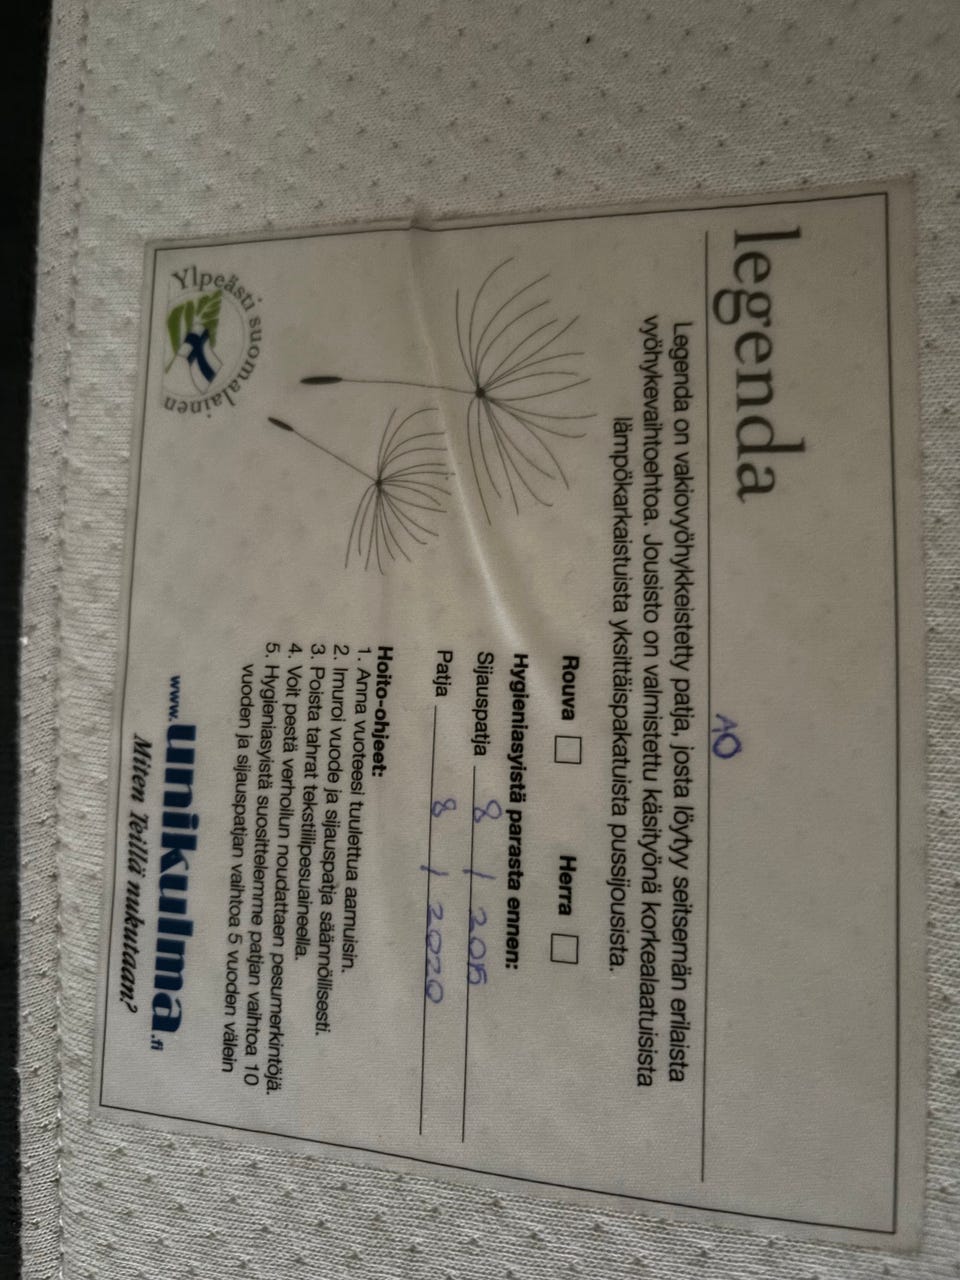 legenda
AO
Legenda on vakiovyöhykkeistetty patja, josta löytyy seitsemän erilaista
vyöhykevaihtoehtoa. Jousisto on valmistettu käsityönä korkealaatuisista
lämpökarkaistuista yksittäispakatuista pussijousista.
Rouva Herra
Hygieniasyistä parasta ennen:
Sijauspatja 8 / 2015
Patja 8 / 2020
Hoito-ohjeet:
1. Anna vuoteesi tuulettua aamuisin.
2. Imuroi vuode ja sijauspatja säännöllisesti.
3. Poista tahrat tekstiilipesuaineella.
4. Voit pestä verhoilun noudattaen pesumerkintöjä.
5. Hygieniasyistä suosittelemme patjan vaihtoa 10
vuoden ja sijauspatjan vaihtoa 5 vuoden välein
Ylpeästi suomalainen
www.unikulma.fi
Miten Teillä nukutaan?